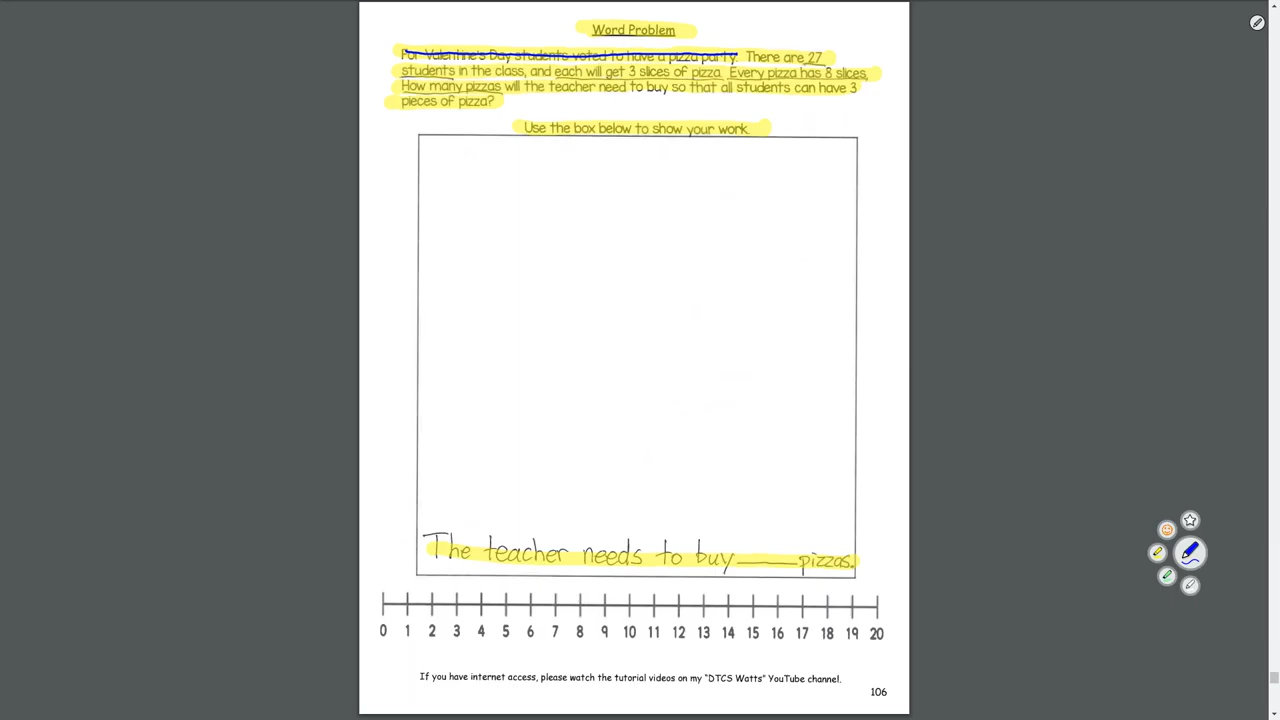 Word Problem
For Valentine's Day students voted to have a pizza party. There are 27
students in the class, and each will get 3 slices of pizza. Every pizza has 8 slices.
How many pizzas will the teacher need to buy so that all students can have 3
pieces of pizza?
Use the box below to show your work.
The teacher needs to buy ______ pizzas.
0 1 2 3 4 5 6 7 8 9 10 11 12 13 14 15 16 17 18 19 20
If you have internet access, please watch the tutorial videos on my "DTCS Watts" YouTube channel.
106